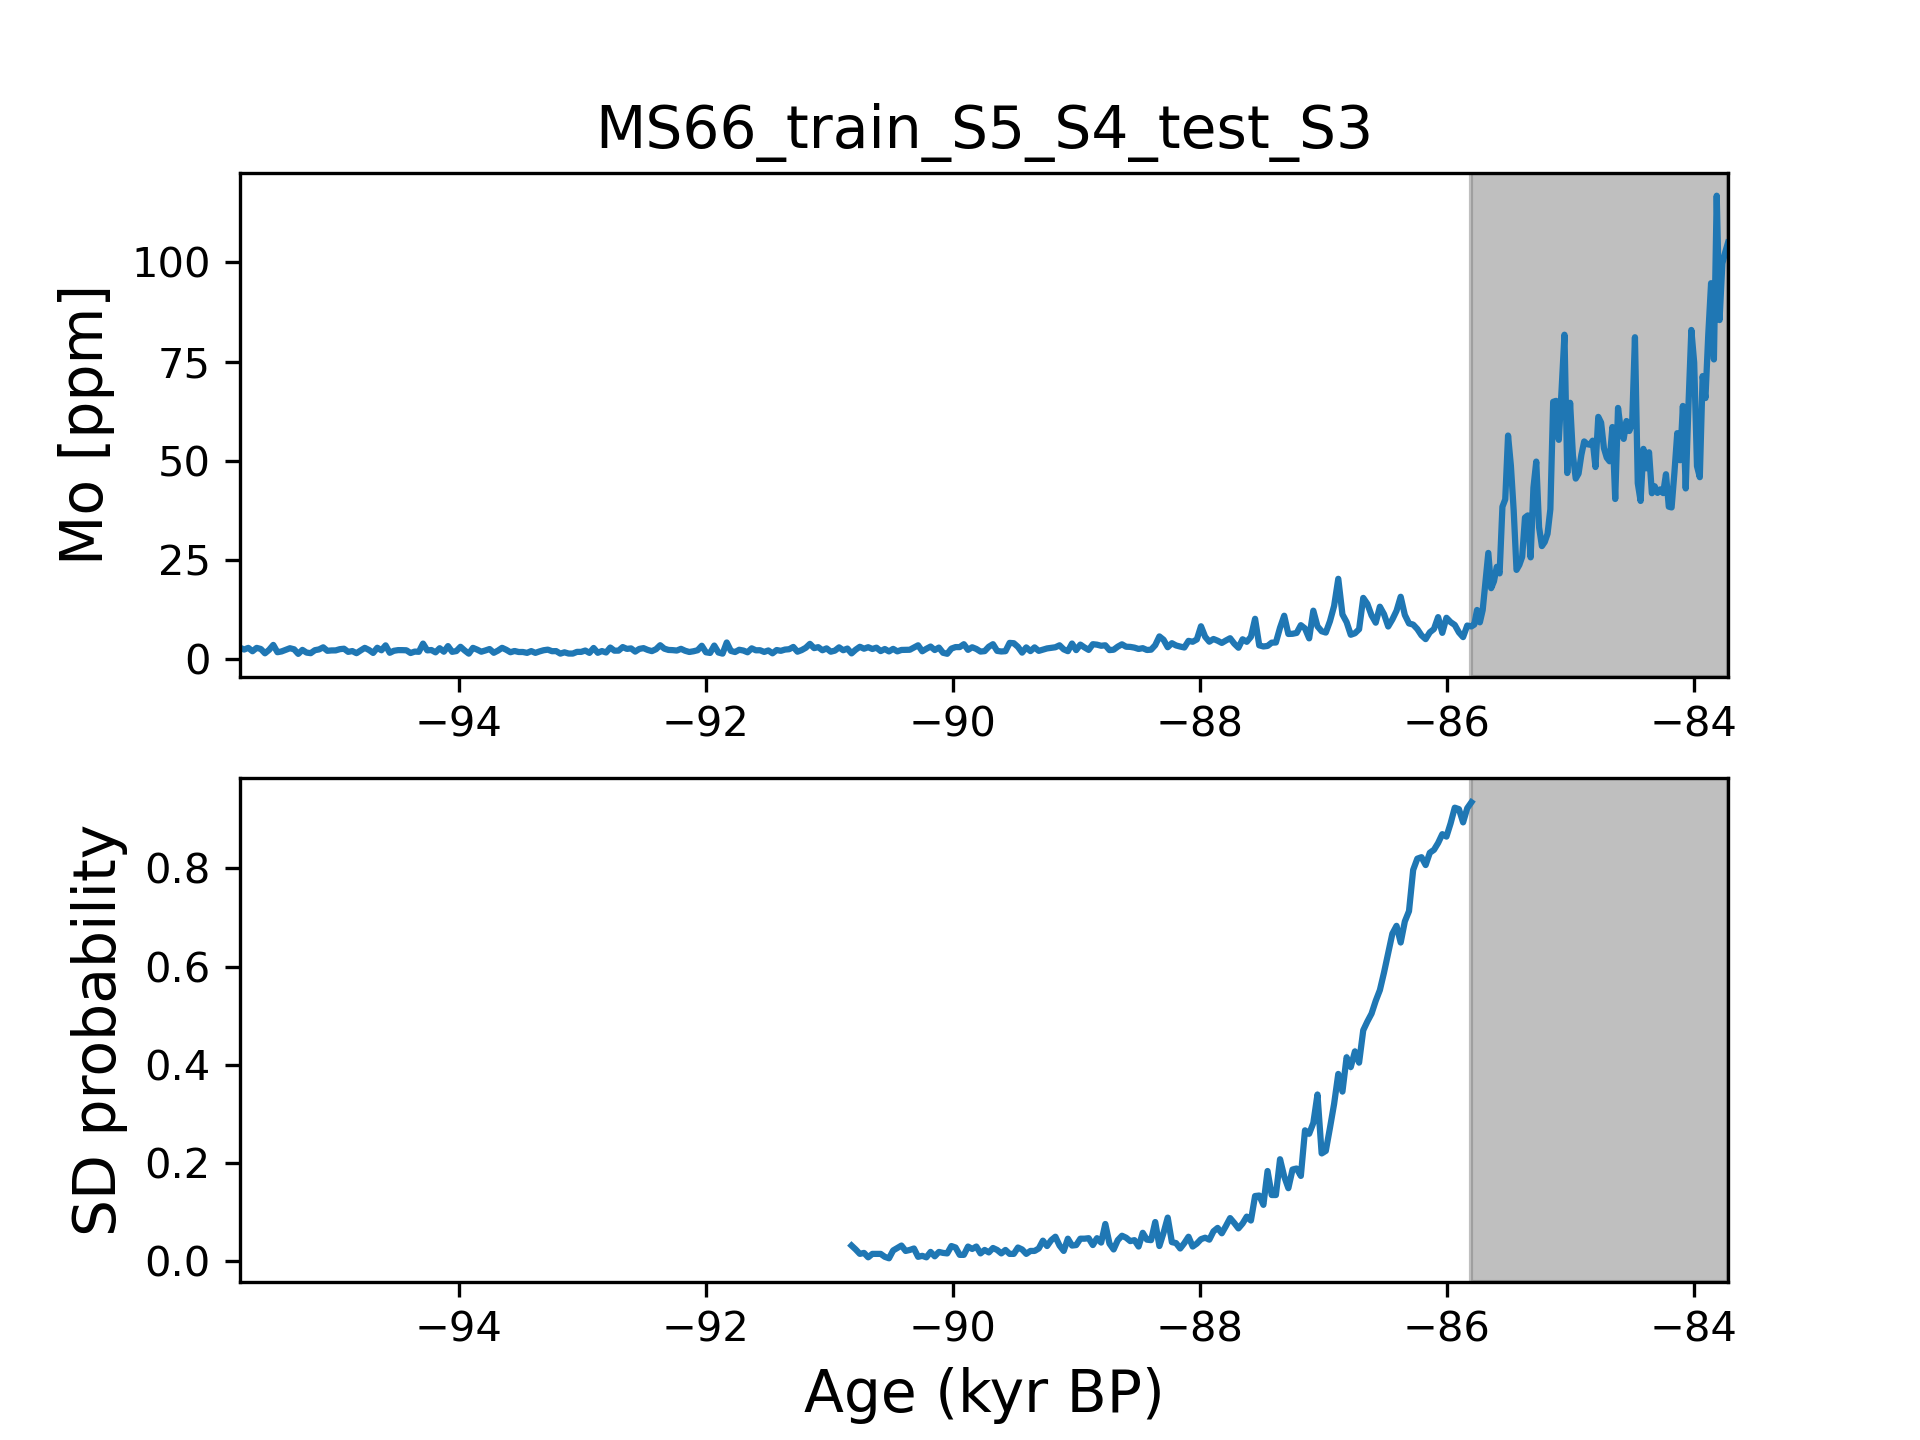 MS66_train_S5_S4_test_S3
Mo [ppm]
100
75
50
25
0
−94 −92 −90 −88 −86 −84
SD probability
0.8
0.6
0.4
0.2
0.0
−94 −92 −90 −88 −86 −84
Age (kyr BP)